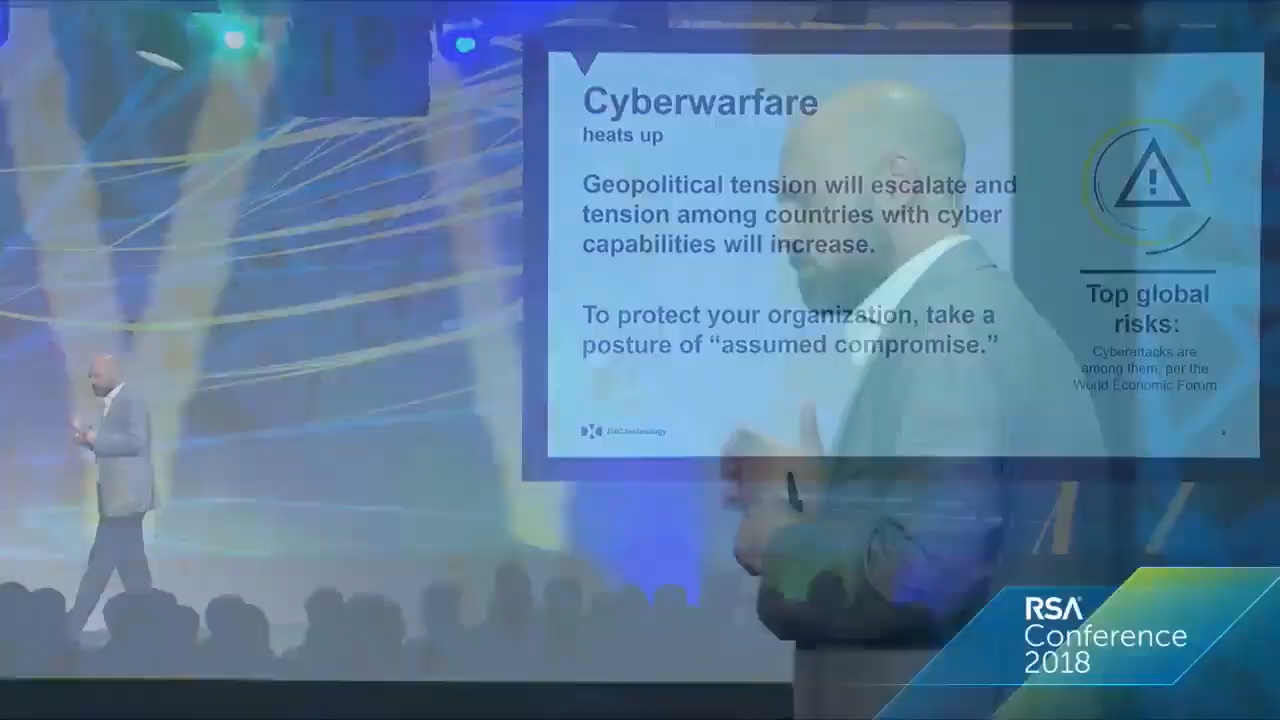 Cyberwarfare
heats up
Geopolitical tension will escalate and
tension among countries with cyber
capabilities will increase.
To protect your organization, take a
posture of “assumed compromise.”
DXC.technology
Top global
risks:
Cyberattacks are
among them, per the
World Economic Forum
RSA
Conference
2018